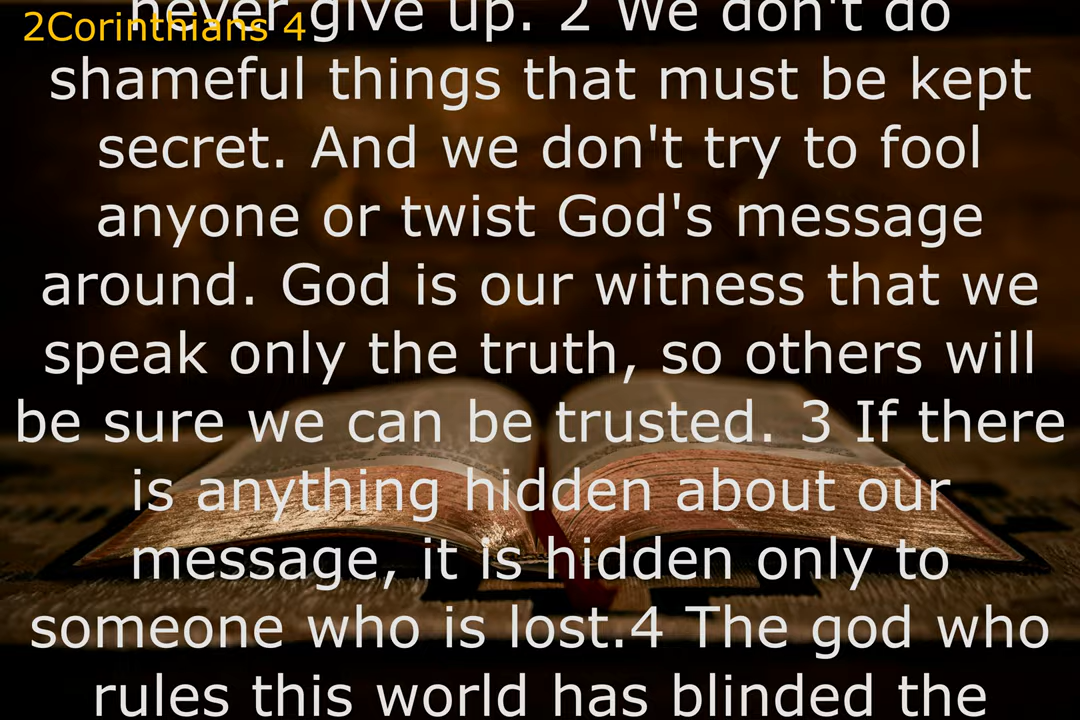 2Corinthians 4
never give up. 2 We don't do
shameful things that must be kept
secret. And we don't try to fool
anyone or twist God's message
around. God is our witness that we
speak only the truth, so others will
be sure we can be trusted. 3 If there
is anything hidden about our
message, it is hidden only to
someone who is lost.4 The god who
rules this world has blinded the